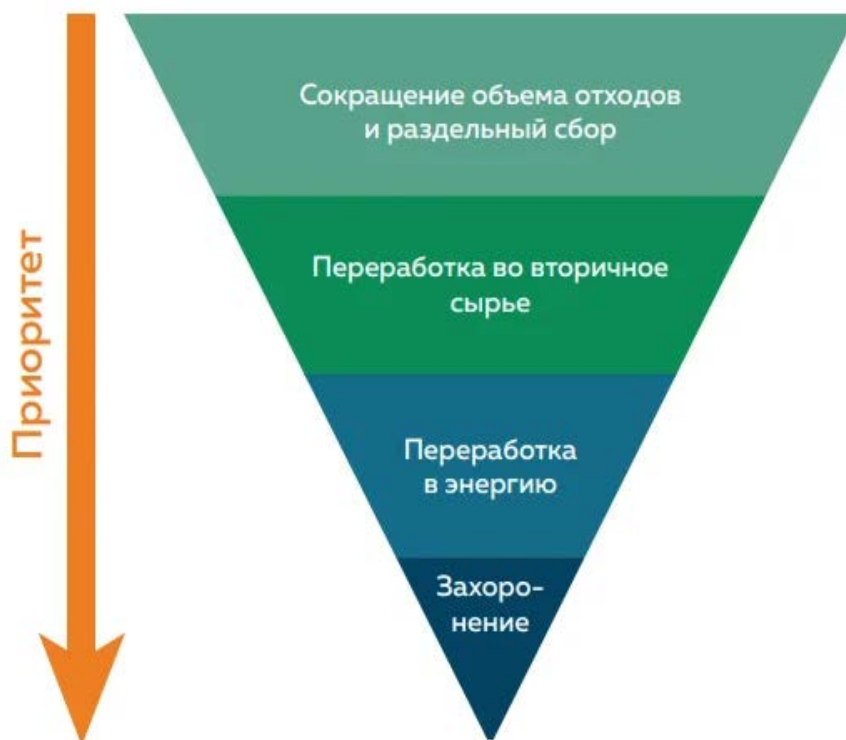 Приоритет
Сокращение объема отходов
и раздельный сбор
Переработка во вторичное
сырье
Переработка
в энергию
Захоро-
нение